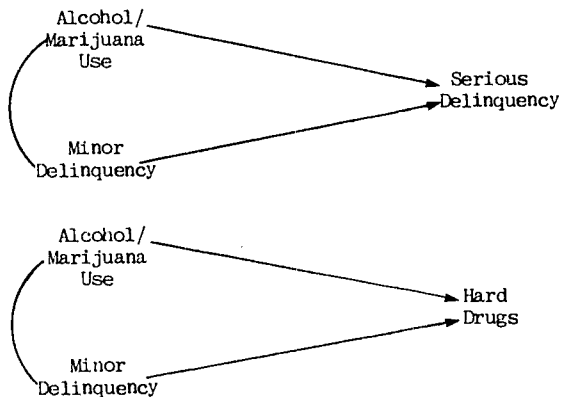 Alcohol/
Marijuana
Use
Serious
Delinquency
Minor
Delinquency
Alcohol/
Marijuana
Use
Hard
Drugs
Minor
Delinquency